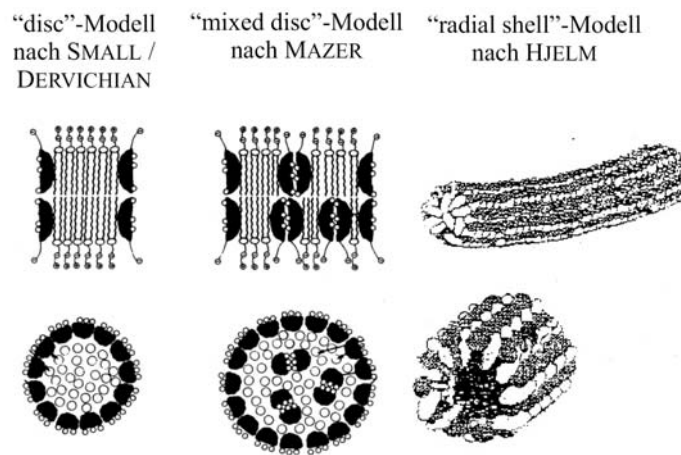 “disc”-Modell
nach SMALL /
DERVICHIAN
“mixed disc”-Modell
nach MAZER
“radial shell”-Modell
nach HJELM